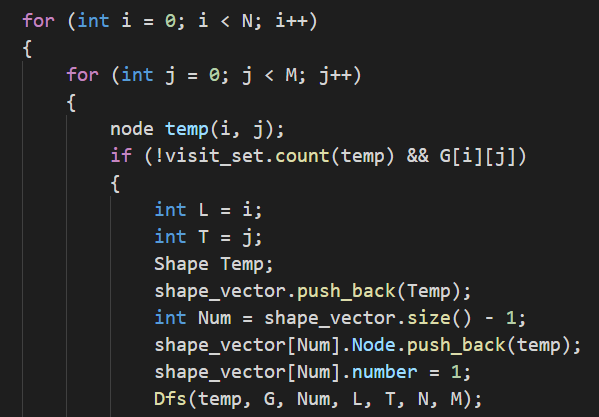 for (int i = 0; i < N; i++)
{
    for (int j = 0; j < M; j++)
    {
        node temp(i, j);
        if (!visit_set.count(temp) && G[i][j])
        {
            int L = i;
            int T = j;
            Shape Temp;
            shape_vector.push_back(Temp);
            int Num = shape_vector.size() - 1;
            shape_vector[Num].Node.push_back(temp);
            shape_vector[Num].number = 1;
            Dfs(temp, G, Num, L, T, N, M);